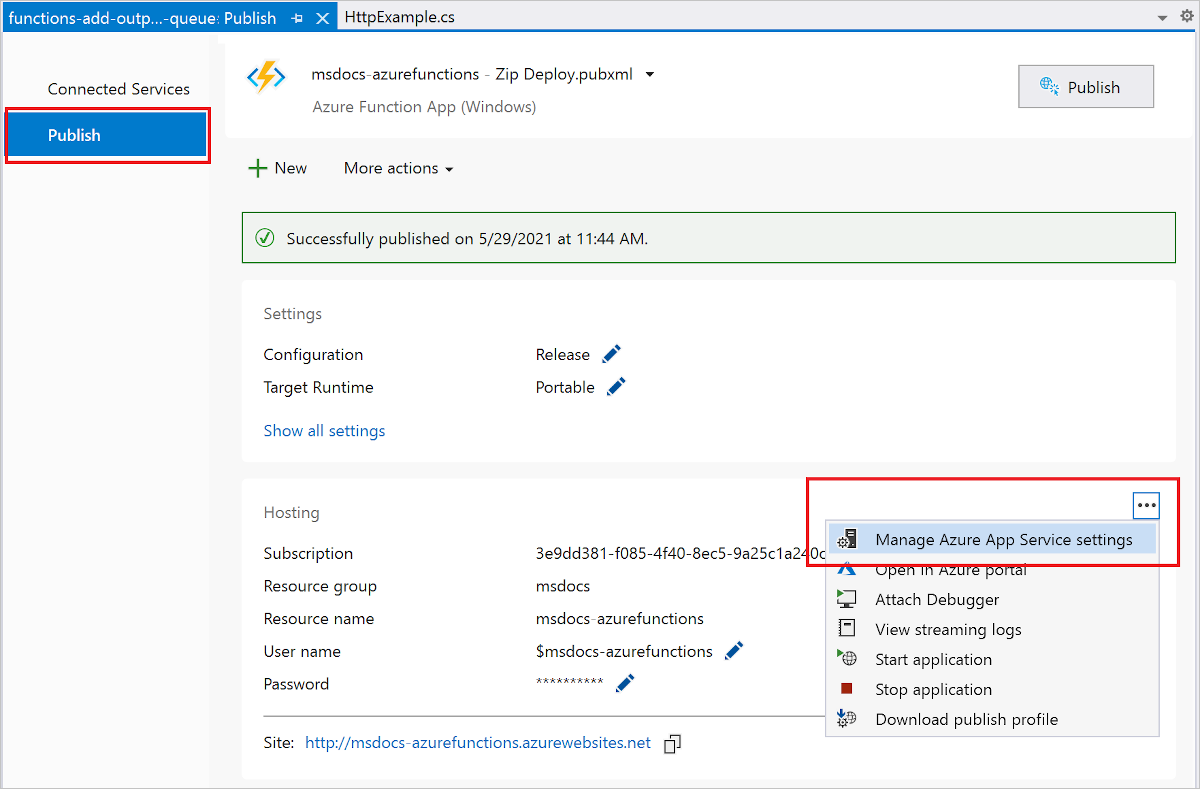 functions-add-outp...-queue: Publish
HttpExample.cs
Connected Services
Publish
msdocs-azurefunctions - Zip Deploy.pubxml
Azure Function App (Windows)
Publish
New
More actions
Successfully published on 5/29/2021 at 11:44 AM.
Settings
Configuration Release
Target Runtime Portable
Show all settings
Hosting
Subscription 3e9dd381-f085-4f40-8ec5-9a25c1a240c
Resource group msdocs
Resource name msdocs-azurefunctions
User name $msdocs-azurefunctions
Password **********
Site: http://msdocs-azurefunctions.azurewebsites.net
Manage Azure App Service settings
Open in Azure portal
Attach Debugger
View streaming logs
Start application
Stop application
Download publish profile